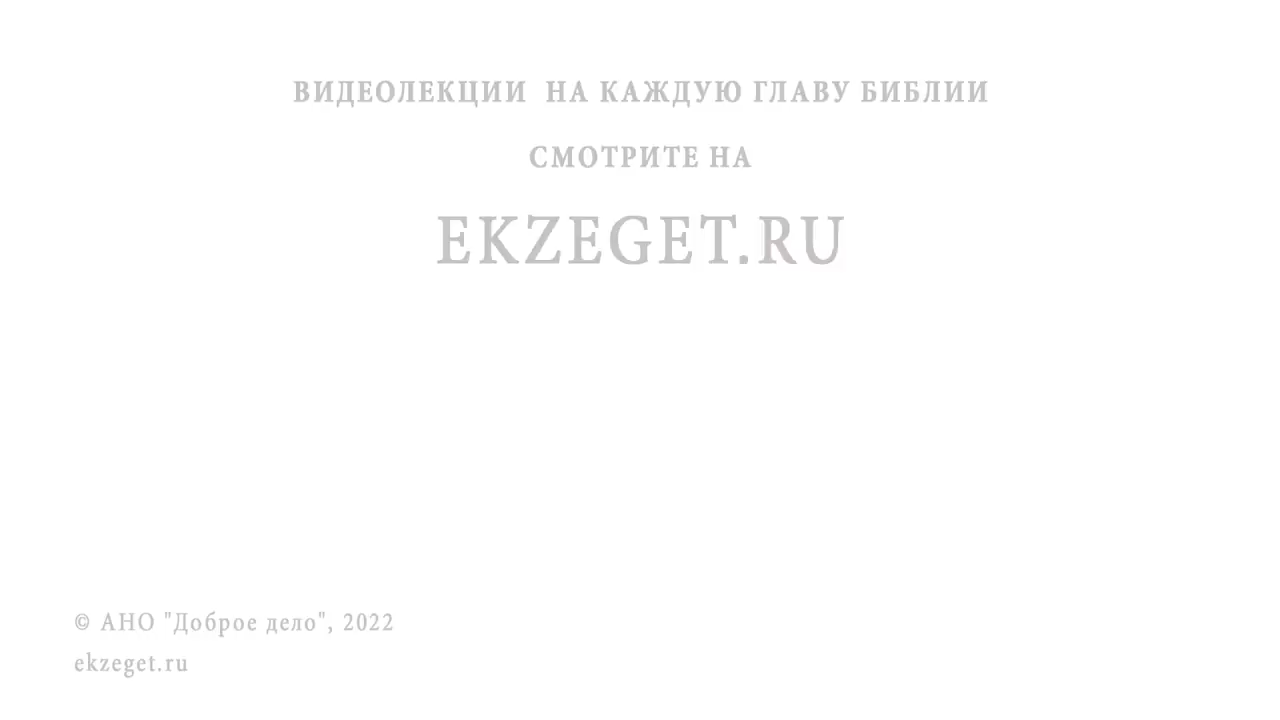 ВИДЕОЛЕКЦИИ НА КАЖДУЮ ГЛАВУ БИБЛИИ
СМОТРИТЕ НА
EKZEGET.RU
© АНО "Доброе дело", 2022
ekzeget.ru